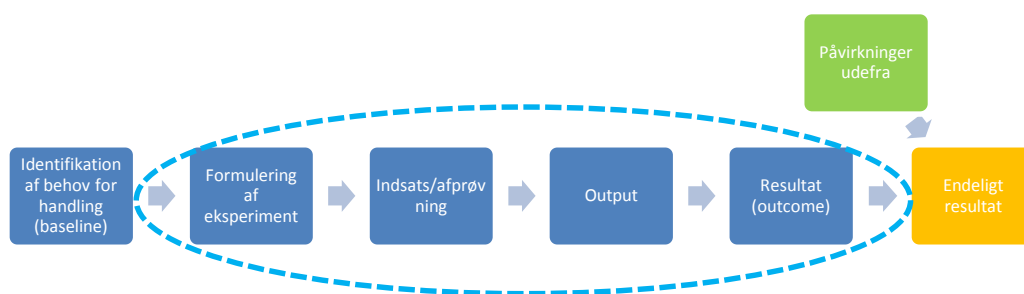 Påvirkninger
udefra
Identifikation
af behov for
handling
(baseline)
Formulering
af
eksperiment
Indsats/afprøv
ning
Output
Resultat
(outcome)
Endeligt
resultat